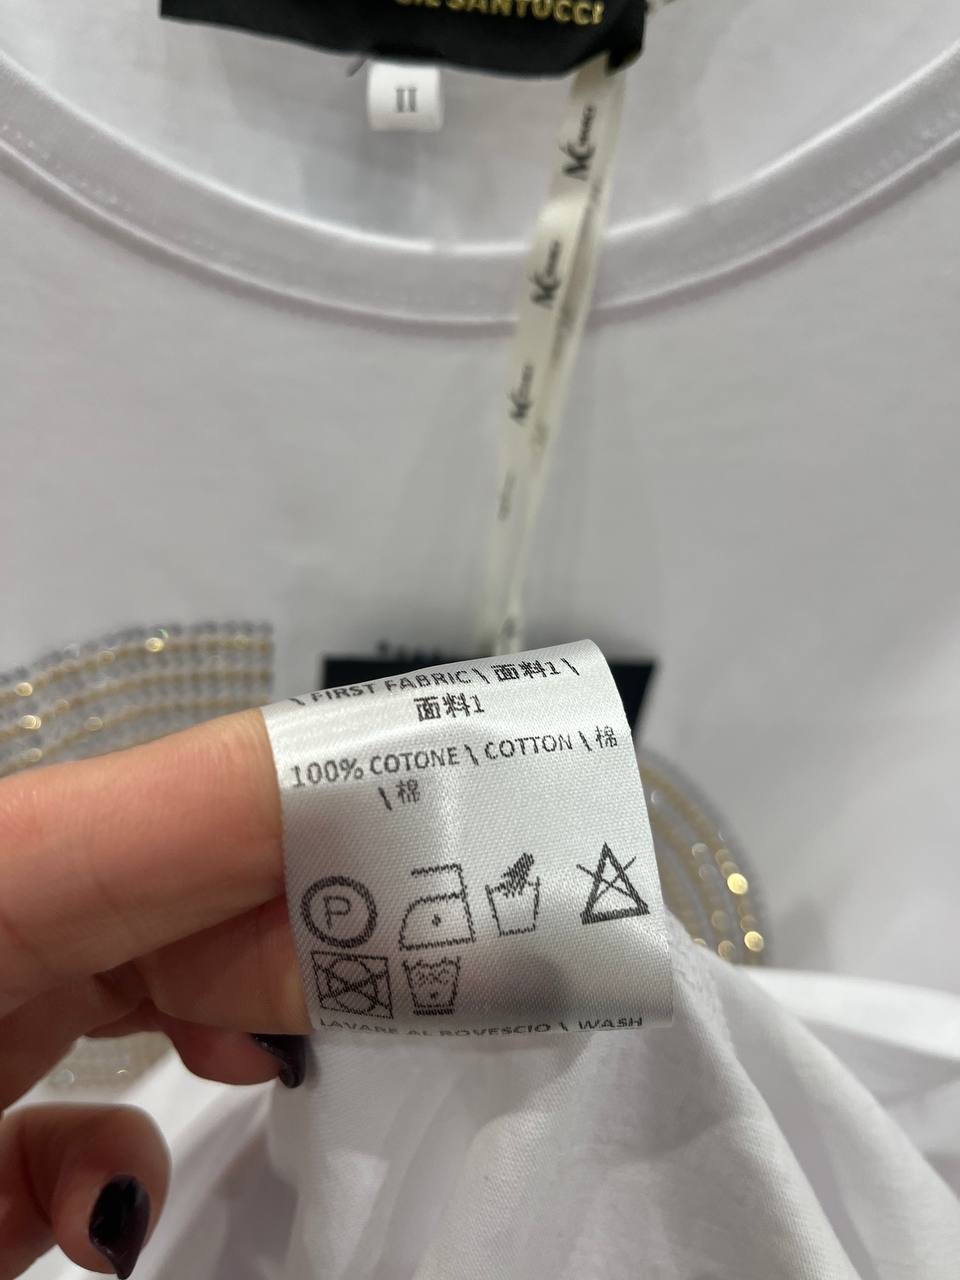 SANTUCCI
II
\ FIRST FABRIC \ 面料1 \
面料1
100% COTONE \ COTTON \ 棉
\ 棉
P
LAVARE AL ROVESCIO \ WASH